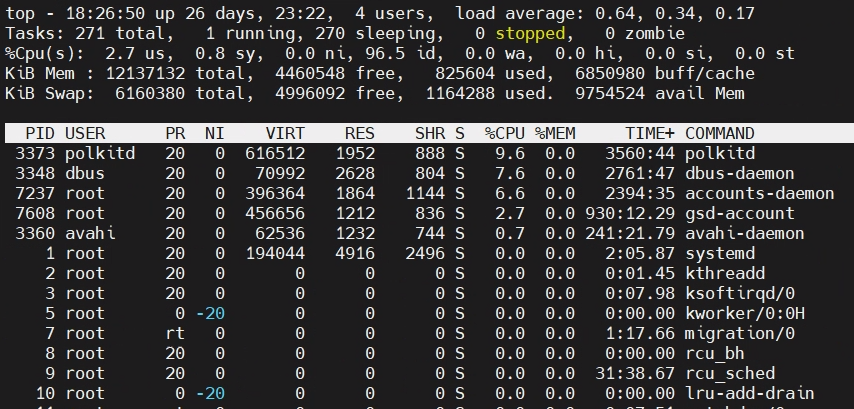 top - 18:26:50 up 26 days, 23:22,  4 users,  load average: 0.64, 0.34, 0.17
Tasks: 271 total,   1 running, 270 sleeping,   0 stopped,   0 zombie
%Cpu(s):  2.7 us,  0.8 sy,  0.0 ni, 96.5 id,  0.0 wa,  0.0 hi,  0.0 si,  0.0 st
KiB Mem : 12137132 total,  4460548 free,   825604 used,  6850980 buff/cache
KiB Swap:  6160380 total,  4996092 free,  1164288 used.  9754524 avail Mem
PID USER      PR  NI    VIRT    RES    SHR S  %CPU %MEM     TIME+ COMMAND
3373 polkitd   20   0  616512   1952    888 S   9.6  0.0   3560:44 polkitd
3348 dbus      20   0   70992   2628    804 S   7.6  0.0   2761:47 dbus-daemon
7237 root      20   0  396364   1864   1144 S   6.6  0.0   2394:35 accounts-daemon
7608 root      20   0  456656   1212    836 S   2.7  0.0 930:12.29 gsd-account
3360 avahi     20   0   62536   1232    744 S   0.7  0.0 241:21.79 avahi-daemon
1 root      20   0  194044   4916   2496 S   0.0  0.0   2:05.87 systemd
2 root      20   0       0      0      0 S   0.0  0.0   0:01.45 kthreadd
3 root      20   0       0      0      0 S   0.0  0.0   0:07.98 ksoftirqd/0
5 root       0 -20       0      0      0 S   0.0  0.0   0:00.00 kworker/0:0H
7 root      rt   0       0      0      0 S   0.0  0.0   1:17.66 migration/0
8 root      20   0       0      0      0 S   0.0  0.0   0:00.00 rcu_bh
9 root      20   0       0      0      0 S   0.0  0.0  31:38.67 rcu_sched
10 root       0 -20       0      0      0 S   0.0  0.0   0:00.00 lru-add-drain